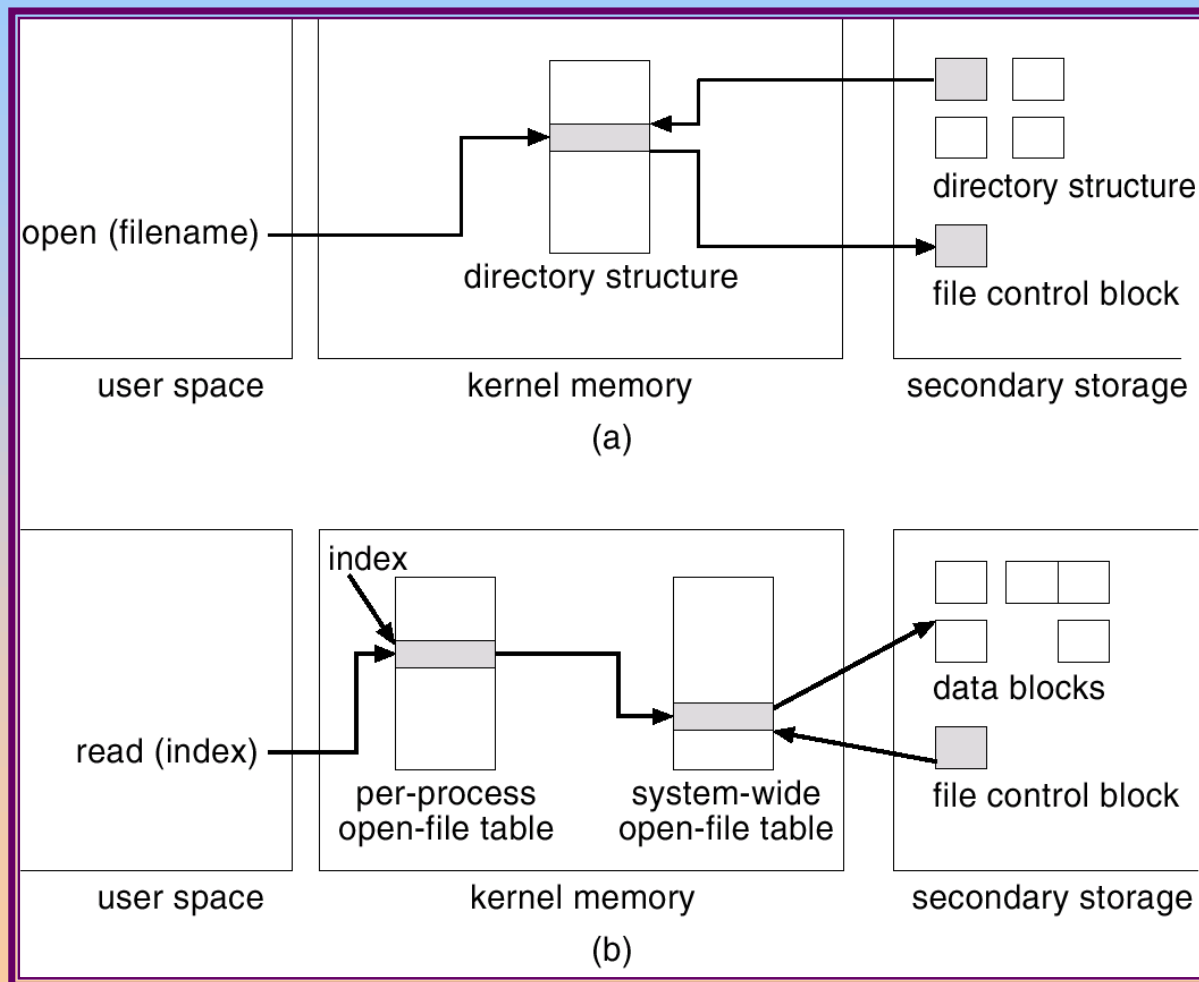 open (filename)
directory structure
directory structure
file control block
user space
kernel memory
secondary storage
(a)
index
read (index)
per-process
open-file table
system-wide
open-file table
data blocks
file control block
user space
kernel memory
secondary storage
(b)